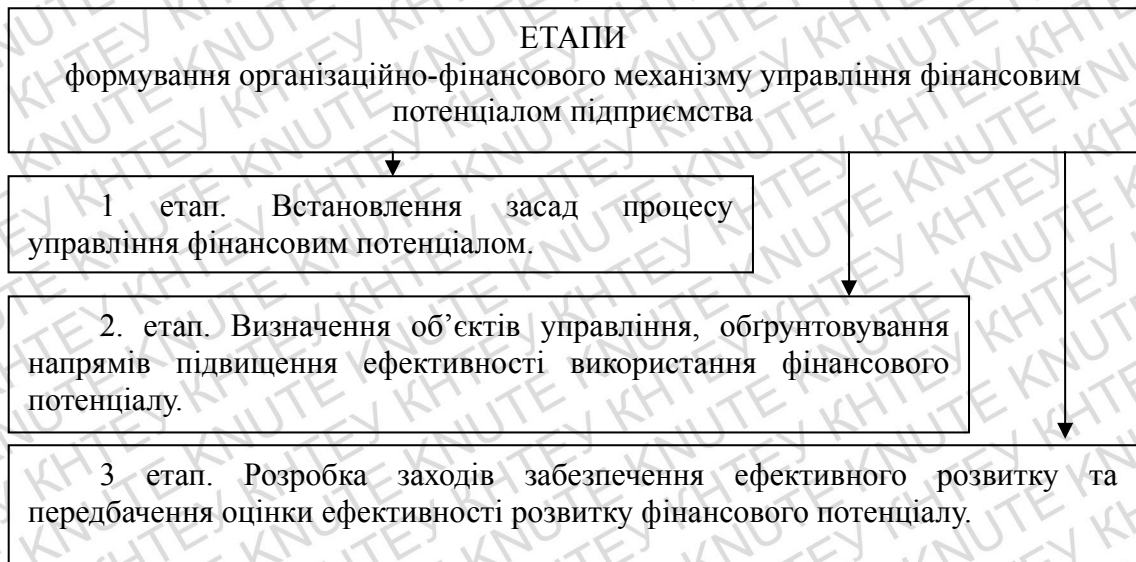 ЕТАПИ
формування організаційно-фінансового механізму управління фінансовим
потенціалом підприємства
1 етап. Встановлення засад процесу
управління фінансовим потенціалом.
2. етап. Визначення об’єктів управління, обґрунтовування
напрямів підвищення ефективності використання фінансового
потенціалу.
3 етап. Розробка заходів забезпечення ефективного розвитку та
передбачення оцінки ефективності розвитку фінансового потенціалу.